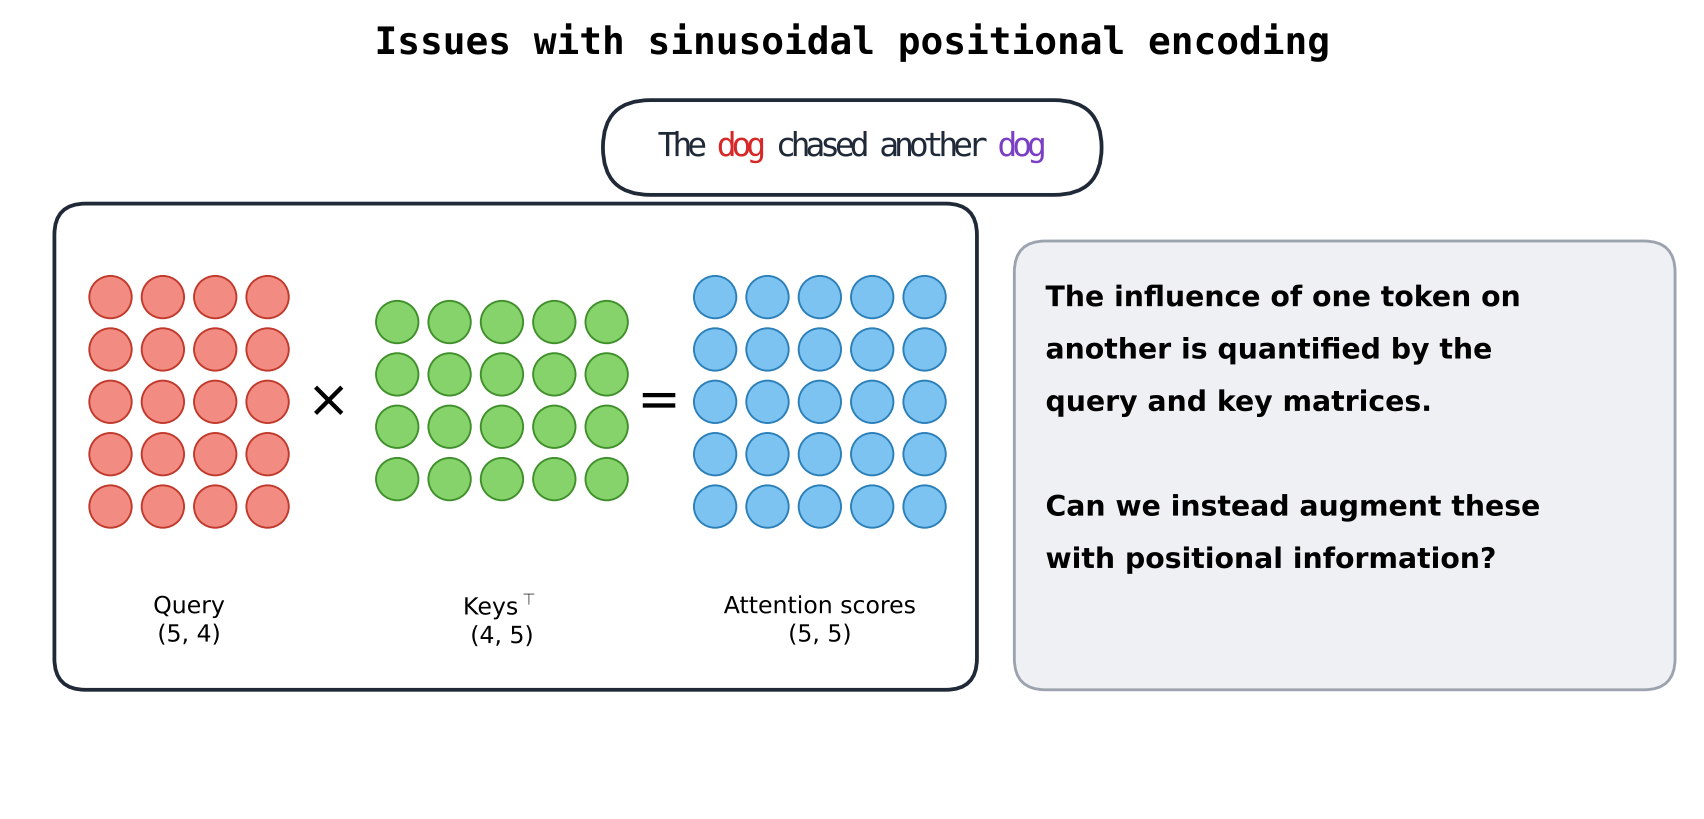 Issues with sinusoidal positional encoding
The dog chased another dog
×
=
Query
(5, 4)
Keys⊤
(4, 5)
Attention scores
(5, 5)
The influence of one token on
another is quantified by the
query and key matrices.
Can we instead augment these
with positional information?